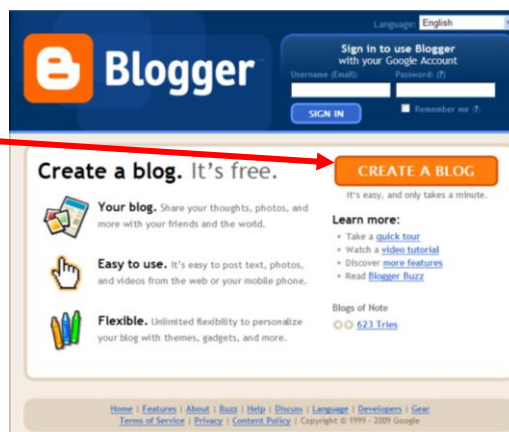 Language: English
Blogger
Sign in to use Blogger
with your Google Account
Username (Email): Password: (?)
SIGN IN
Remember me (?)
Create a blog. It's free.
Your blog. Share your thoughts, photos, and
more with your friends and the world.
Easy to use. It's easy to post text, photos,
and videos from the web or your mobile phone.
Flexible. Unlimited flexibility to personalize
your blog with themes, gadgets, and more.
CREATE A BLOG
It's easy, and only takes a minute.
Learn more:
Take a quick tour
Watch a video tutorial
Discover more features
Read Blogger Buzz
Blogs of Note
623 Tries
Home | Features | About | Buzz | Help | Discuss | Language | Developers | Gear
Terms of Service | Privacy | Content Policy | Copyright © 1999 - 2009 Google